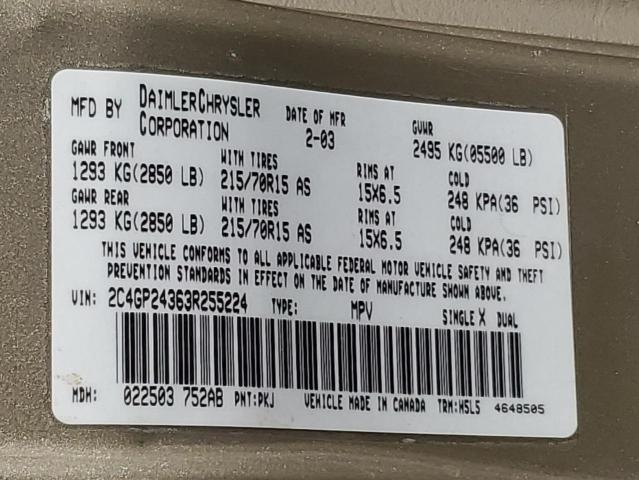 MFD BY DAIMLERCHRYSLER CORPORATION DATE OF MFR 2-03 GVWR 2495 KG(05500 LB)
GAWR FRONT WITH TIRES RIMS AT COLD
1293 KG(2850 LB) 215/70R15 AS 15X6.5 248 KPA(36 PSI)
GAWR REAR WITH TIRES RIMS AT COLD
1293 KG(2850 LB) 215/70R15 AS 15X6.5 248 KPA(36 PSI)
THIS VEHICLE CONFORMS TO ALL APPLICABLE FEDERAL MOTOR VEHICLE SAFETY AND THEFT
PREVENTION STANDARDS IN EFFECT ON THE DATE OF MANUFACTURE SHOWN ABOVE.
VIN: 2C4GP24363R255224 TYPE: MPV SINGLE X DUAL
MDH: 022503 752AB PNT:PKJ VEHICLE MADE IN CANADA TRM:WSL5 4648505